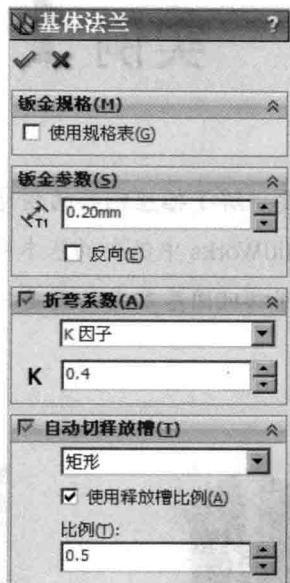 基体法兰 ?
钣金规格(M)
使用规格表(G)
钣金参数(S)
T1 0.20mm
反向(E)
折弯系数(A)
K 因子
K 0.4
自动切释放槽(T)
矩形
使用释放槽比例(A)
比例(T):
0.5